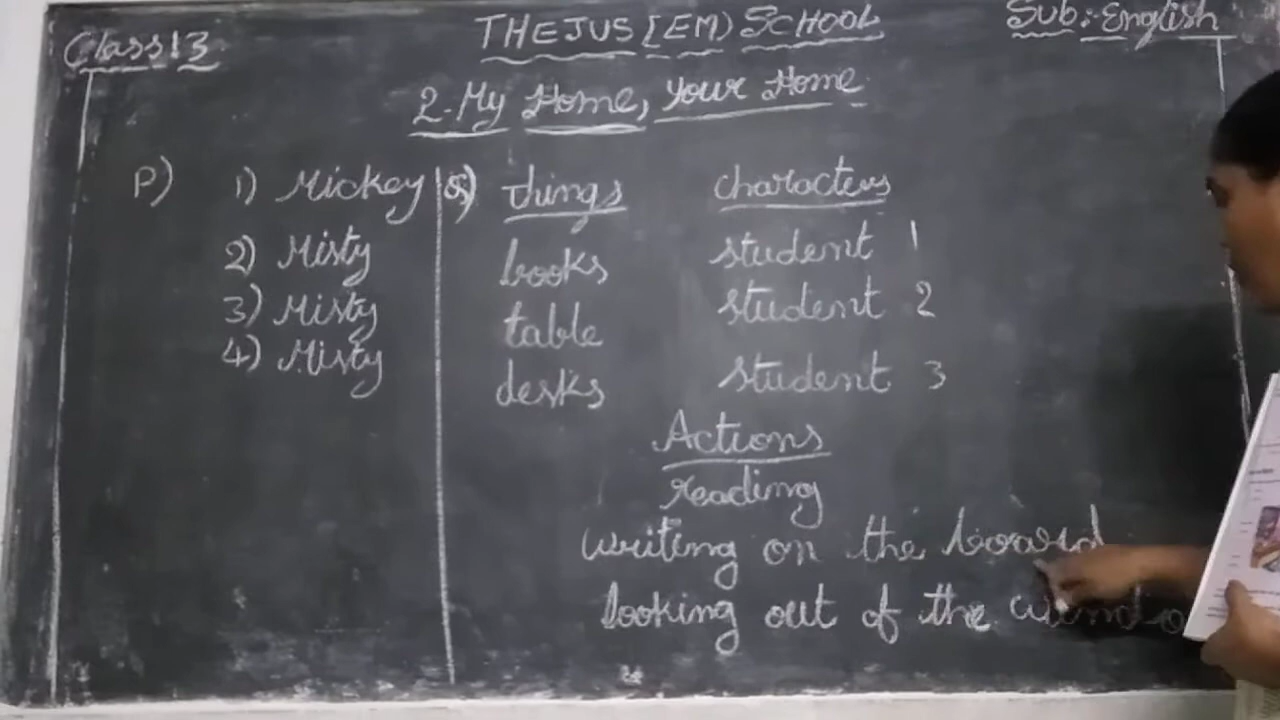 Class: 3
THEJUS (EM) SCHOOL
Sub:- English
2. My Home, Your Home
P) 1) Mickey
2) Misty
3) Misty
4) Misty
things characters
books student 1
table student 2
desks student 3
Actions
reading
writing on the board
looking out of the